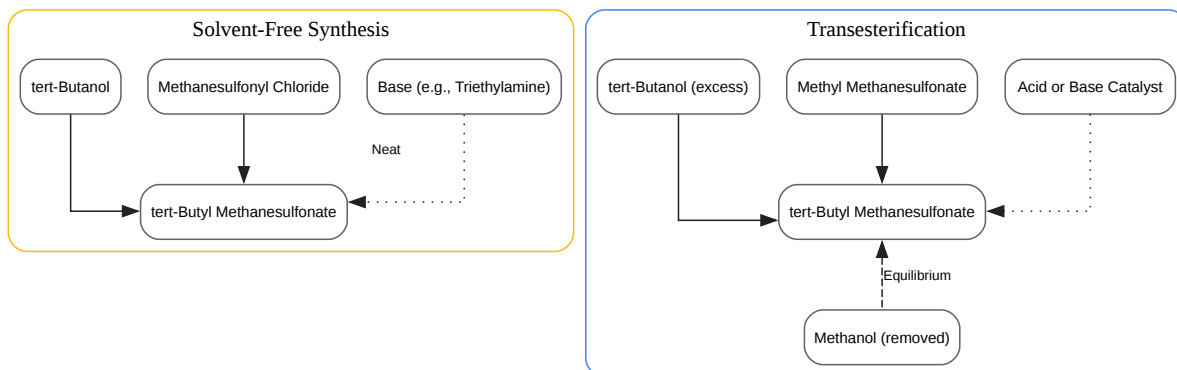 Solvent-Free Synthesis
tert-Butanol
Methanesulfonyl Chloride
Base (e.g., Triethylamine)
Neat
tert-Butyl Methanesulfonate
Transesterification
tert-Butanol (excess)
Methyl Methanesulfonate
Acid or Base Catalyst
tert-Butyl Methanesulfonate
Equilibrium
Methanol (removed)